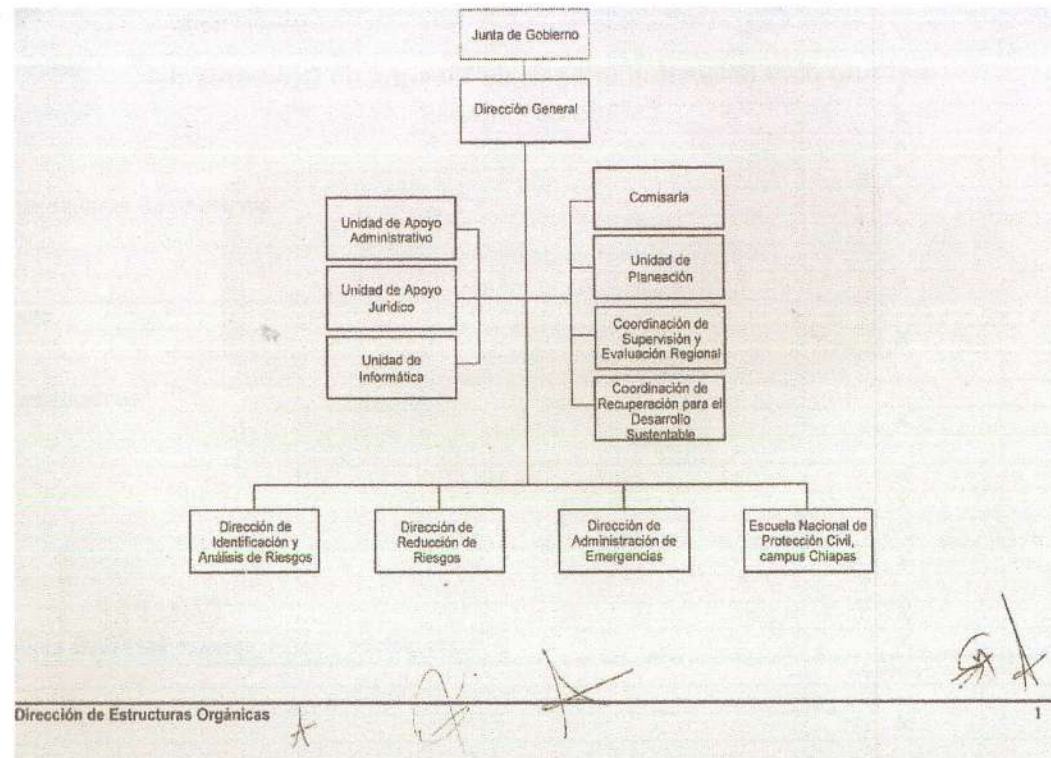 Junta de Gobierno
Dirección General
Unidad de Apoyo
Administrativo
Unidad de Apoyo
Jurídico
Unidad de
Informática
Comisaría
Unidad de
Planeación
Coordinación de
Supervisión y
Evaluación Regional
Coordinación de
Recuperación para el
Desarrollo
Sustentable
Dirección de
Identificación y
Análisis de Riesgos
Dirección de
Reducción de
Riesgos
Dirección de
Administración de
Emergencias
Escuela Nacional de
Protección Civil,
campus Chiapas
Dirección de Estructuras Orgánicas
1